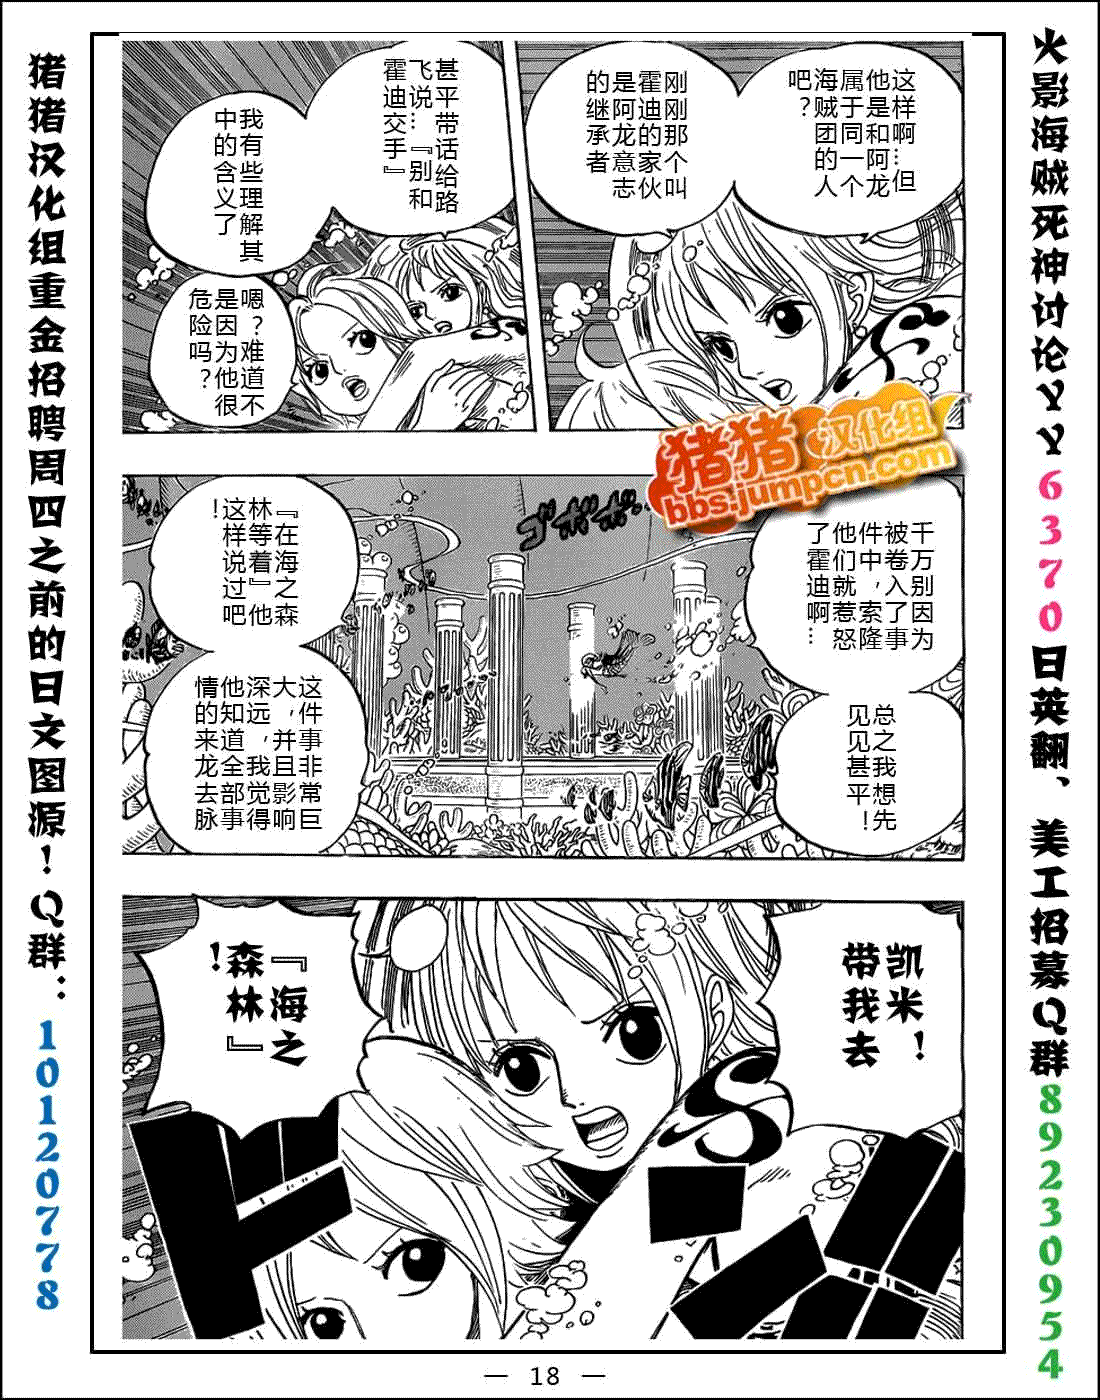 猪猪汉化组重金招聘周四之前的日文图源！Q群：101207778
火影海贼死神讨论YY6370日英翻、美工招募Q群892309954
这样啊…但
他是和阿龙
属于同一个
海贼团的人
吧？
刚刚那个叫
霍迪的家伙
是阿龙意志
的继承者
甚平带话给路
飞说…『别和
霍迪交手』
我有些理解其
中的含义了
嗯？难道不
是因为他很
危险吗？
猪猪汉化组
bbs.jumpcn.com
ゴボボボ
千万别因为
被卷入了事
件中，索隆
他们就惹怒
了霍迪啊…
总之我想先
见见甚平！
『在海之森
林等着』他
这样说过吧
！
这件事非常巨
大，并且影响
深远，我觉得
他知道全部事
情的来龙去脉
凯米！
带我去
『海之
森林』
！
— 18 —